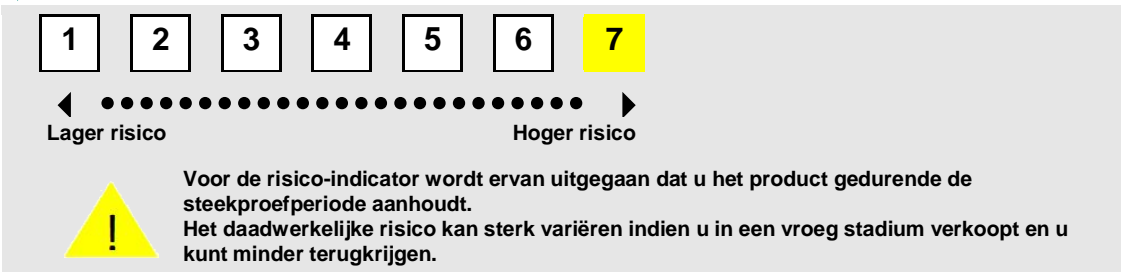 1 2 3 4 5 6 7
Lager risico Hoger risico
Voor de risico-indicator wordt ervan uitgegaan dat u het product gedurende de
steekproefperiode aanhoudt.
!
Het daadwerkelijke risico kan sterk variëren indien u in een vroeg stadium verkoopt en u
kunt minder terugkrijgen.